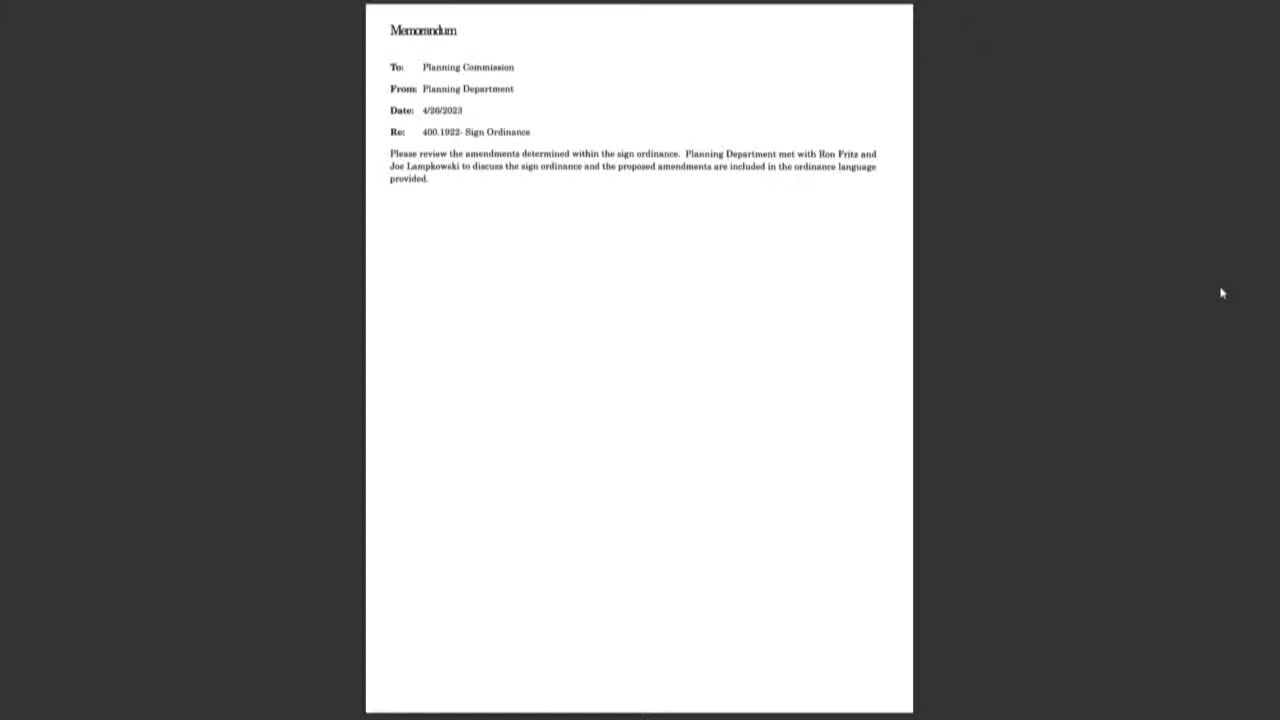 Memorandum
To: Planning Commission
From: Planning Department
Date: 4/26/2023
Re: 400.1922- Sign Ordinance
Please review the amendments determined within the sign ordinance. Planning Department met with Ron Fritz and
Joe Lampkowski to discuss the sign ordinance and the proposed amendments are included in the ordinance language
provided.